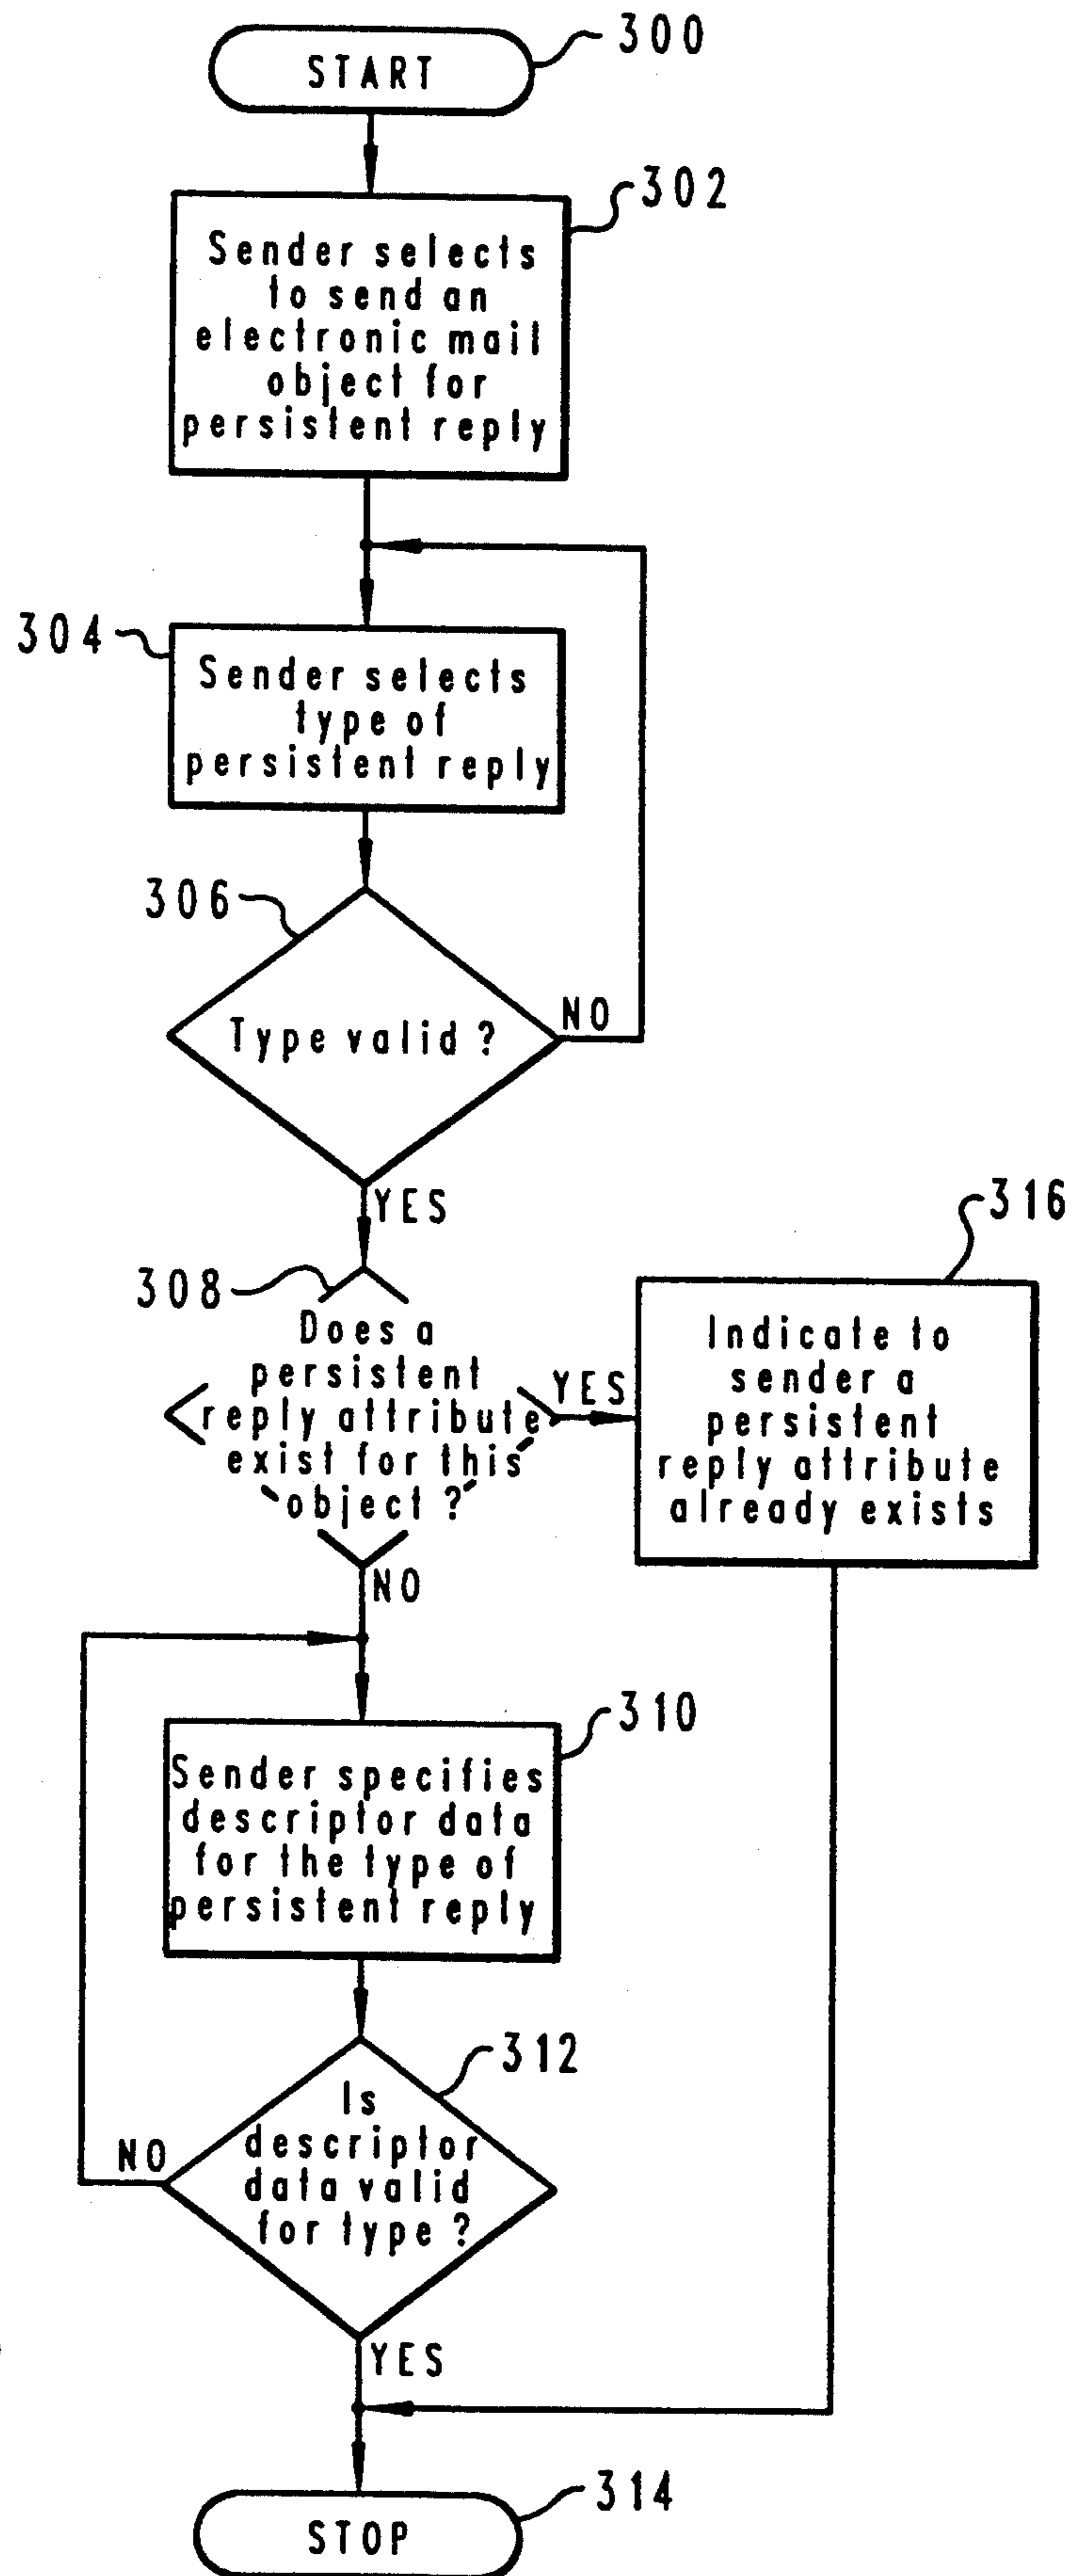 300
START
302
Sender selects
to send an
electronic mail
object for
persistent reply
304
Sender selects
type of
persistent reply
306
Type valid ?
NO
YES
308
Does a
persistent
reply attribute
exist for this
object ?
YES
316
Indicate to
sender a
persistent
reply attribute
already exists
NO
310
Sender specifies
descriptor data
for the type of
persistent reply
312
Is
descriptor
data valid
for type ?
NO
YES
314
STOP